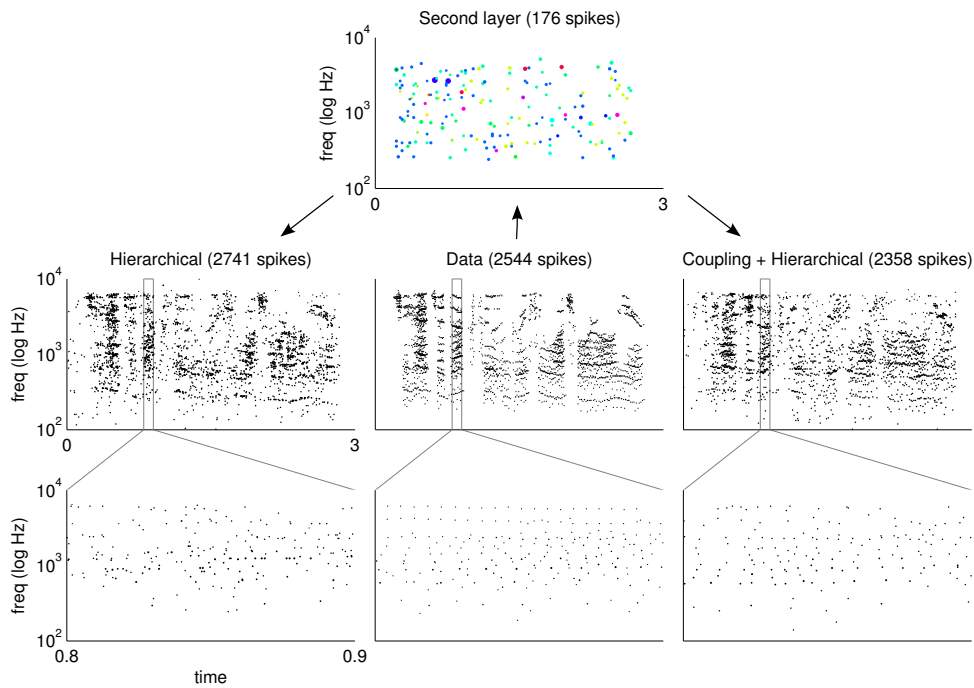 Second layer (176 spikes)
10^4
10^3
10^2
freq (log Hz)
0 3
Hierarchical (2741 spikes) Data (2544 spikes) Coupling + Hierarchical (2358 spikes)
10^4
10^3
10^2
freq (log Hz)
0 3
10^4
10^3
10^2
freq (log Hz)
0.8 0.9
time